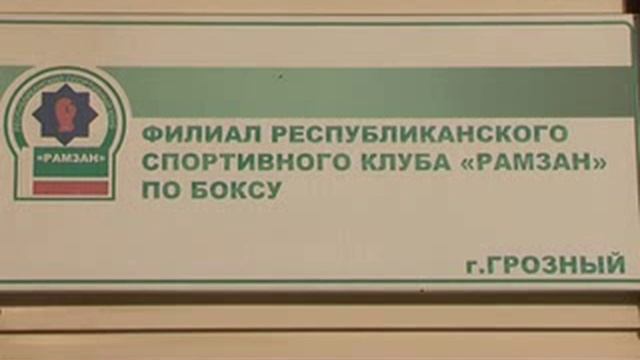 «РАМЗАН»
ФИЛИАЛ РЕСПУБЛИКАНСКОГО
СПОРТИВНОГО КЛУБА «РАМЗАН»
ПО БОКСУ
г.ГРОЗНЫЙ